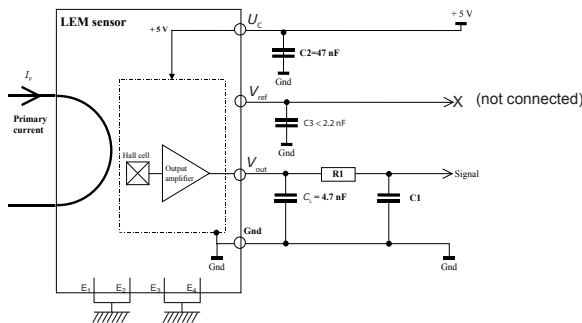 LEM sensor
+ 5 V
U_C
+ 5 V
C2=47 nF
Gnd
I_P
Primary
current
V_ref
X (not connected)
C3 < 2.2 nF
Gnd
Hall cell
Output
amplifier
V_out
R1
Signal
C_L = 4.7 nF
C1
Gnd
Gnd
Gnd
E_1 E_2 E_3 E_4